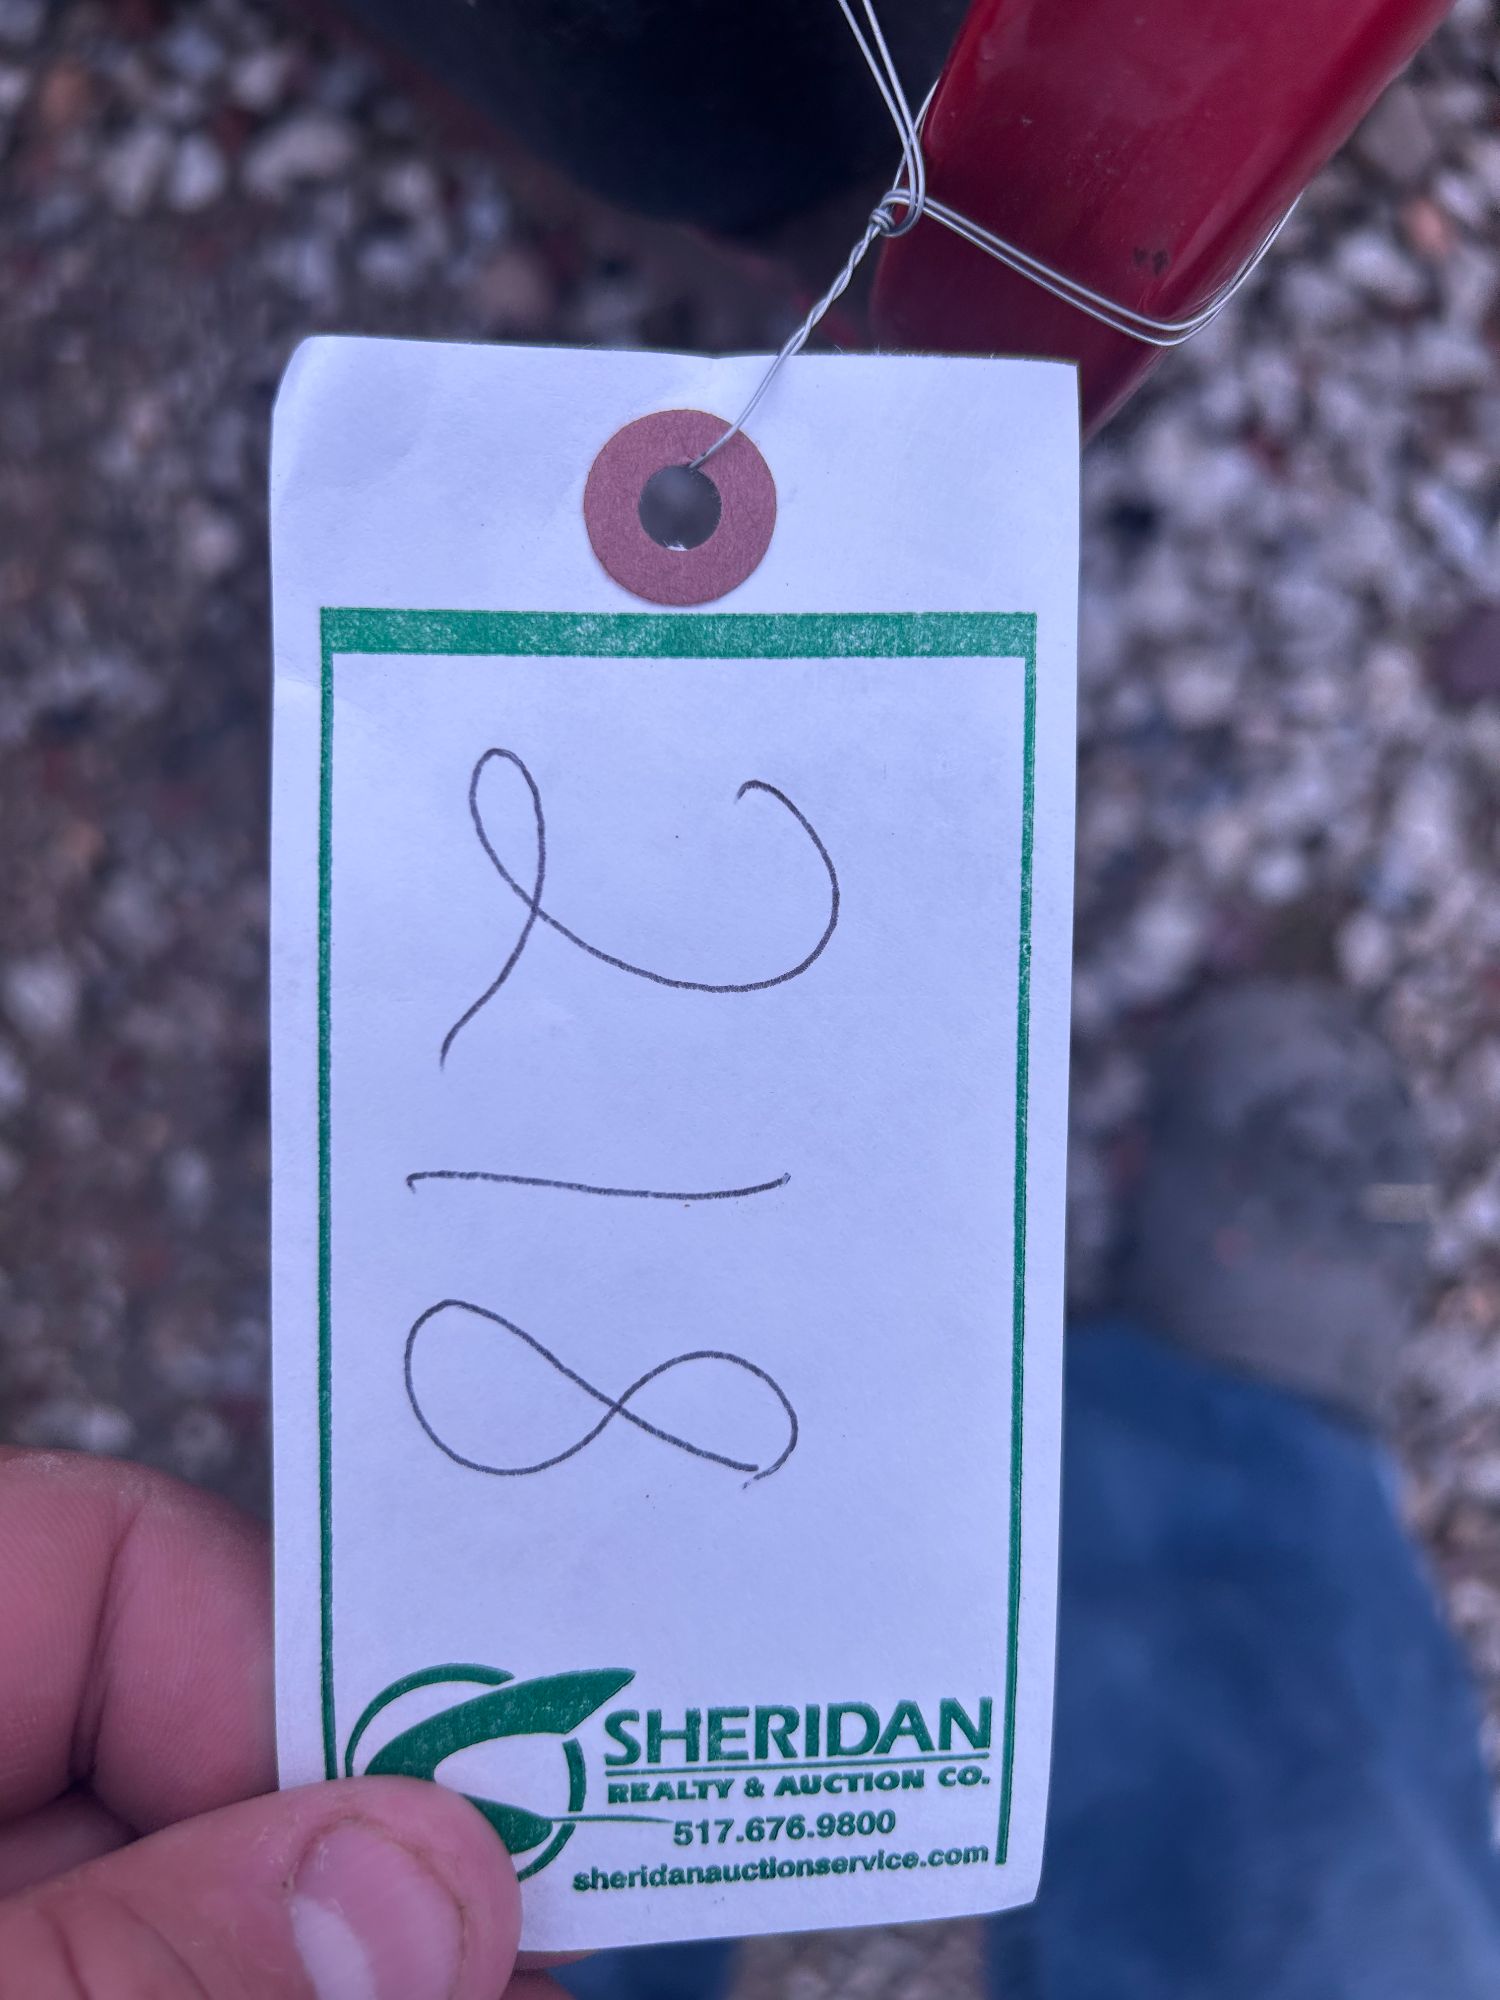 218
SHERIDAN
REALTY & AUCTION CO.
517.676.9800
sheridanauctionservice.com